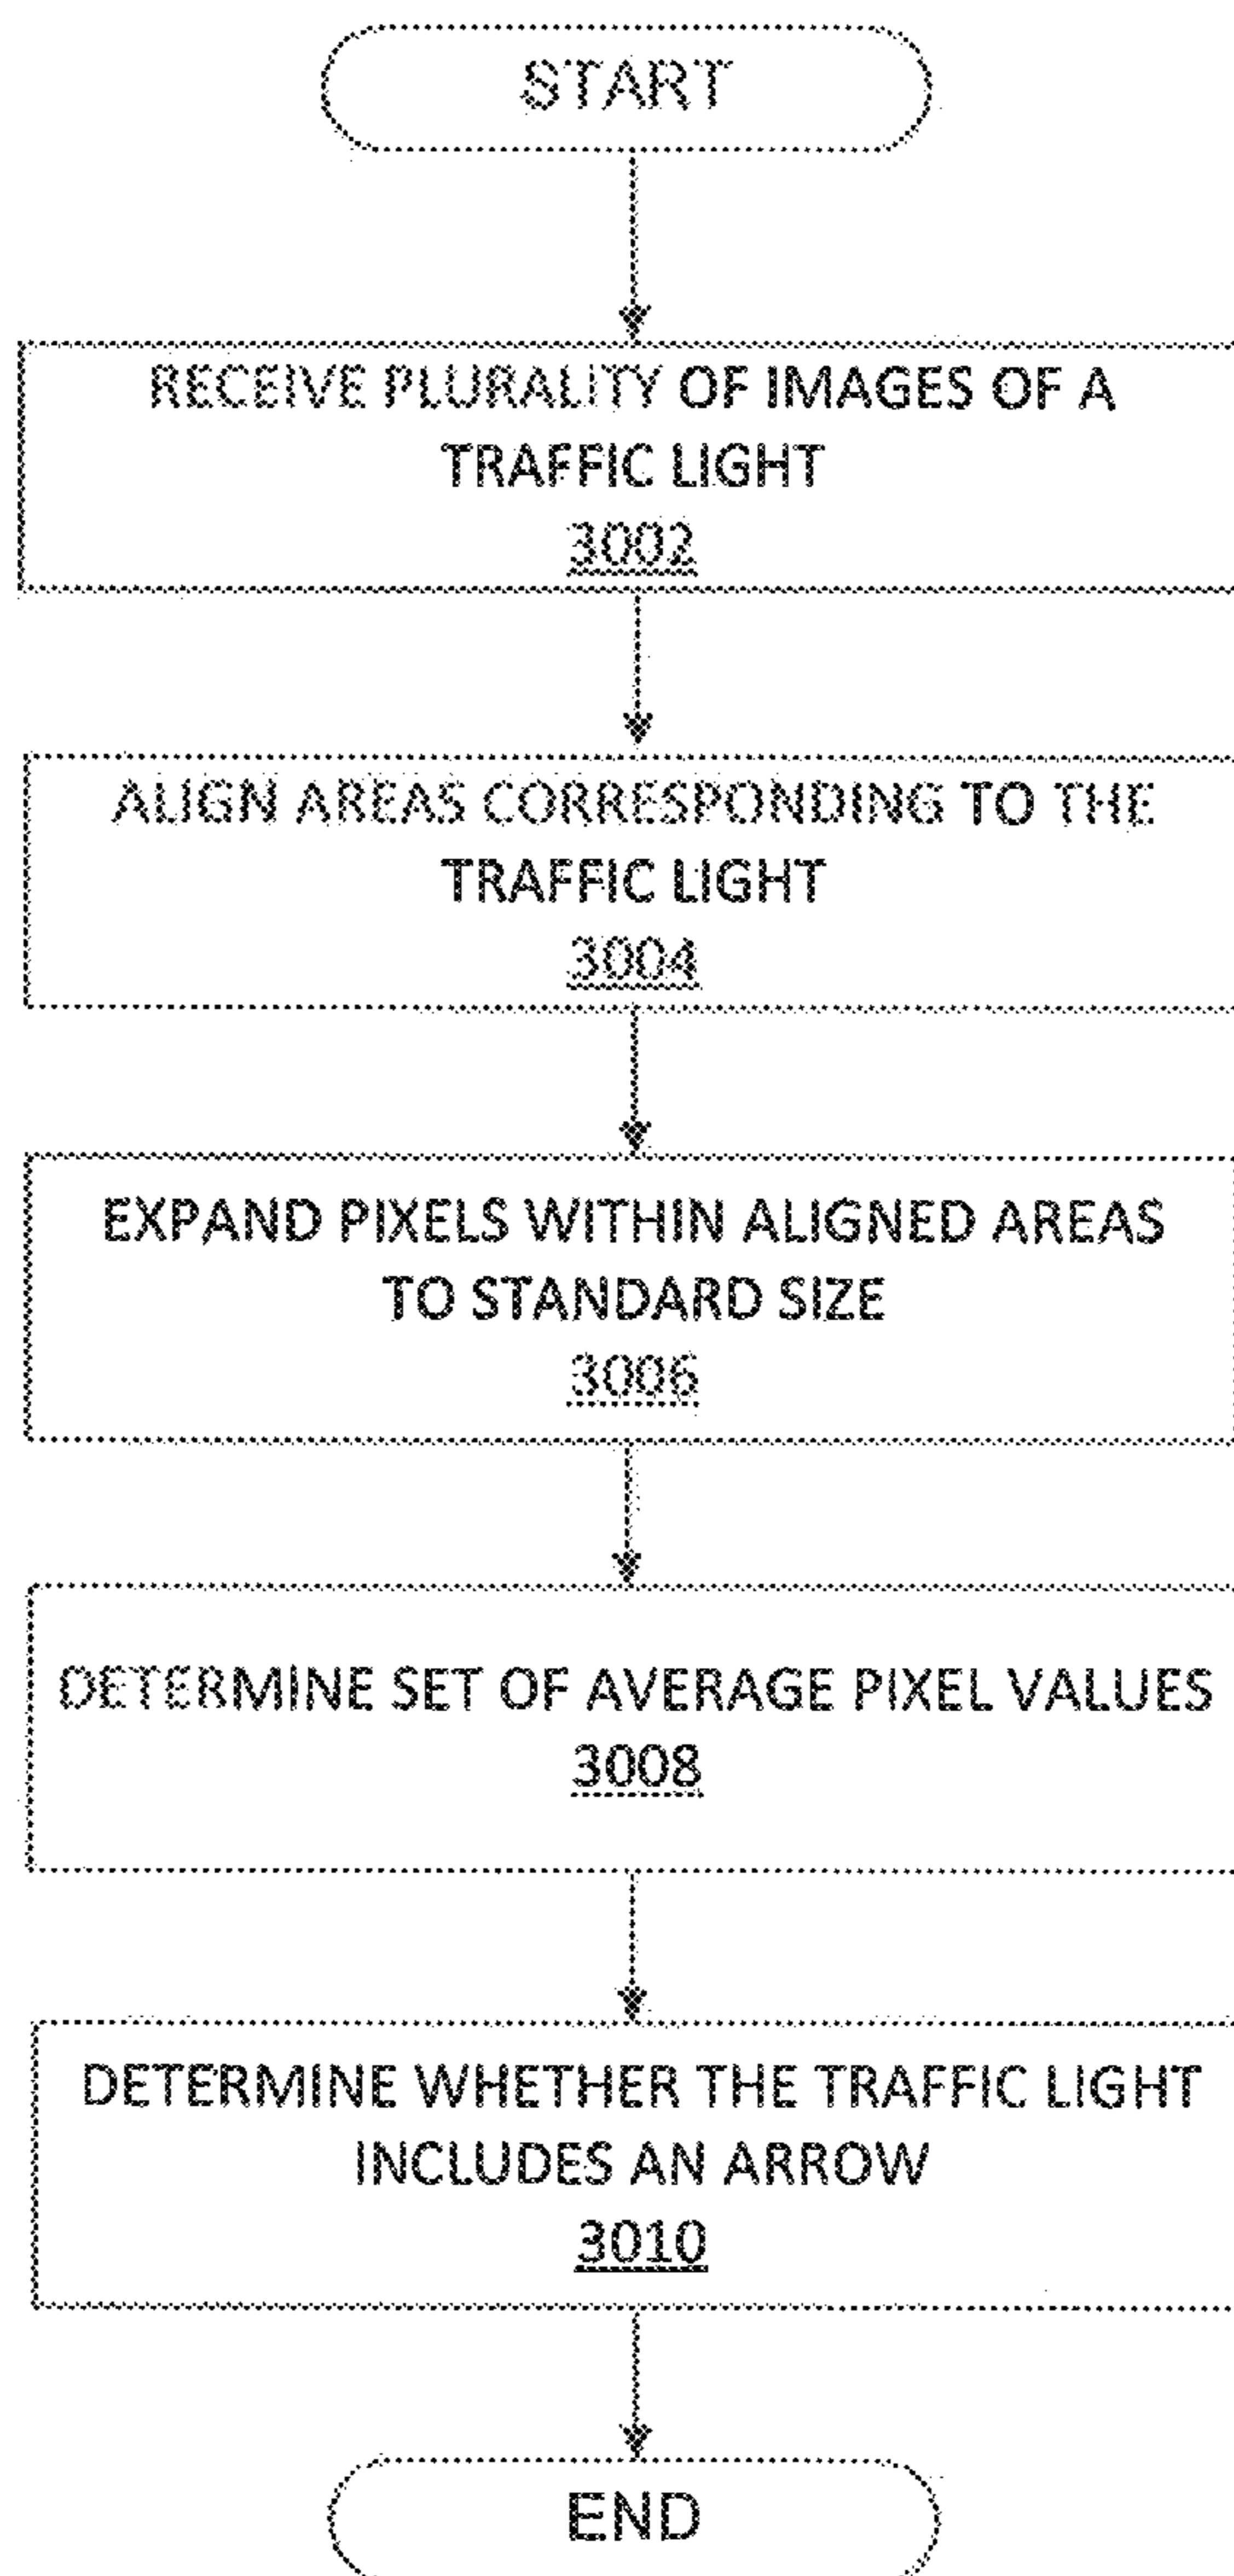 START
RECEIVE PLURALITY OF IMAGES OF A
TRAFFIC LIGHT
3002
ALIGN AREAS CORRESPONDING TO THE
TRAFFIC LIGHT
3004
EXPAND PIXELS WITHIN ALIGNED AREAS
TO STANDARD SIZE
3006
DETERMINE SET OF AVERAGE PIXEL VALUES
3008
DETERMINE WHETHER THE TRAFFIC LIGHT
INCLUDES AN ARROW
3010
END